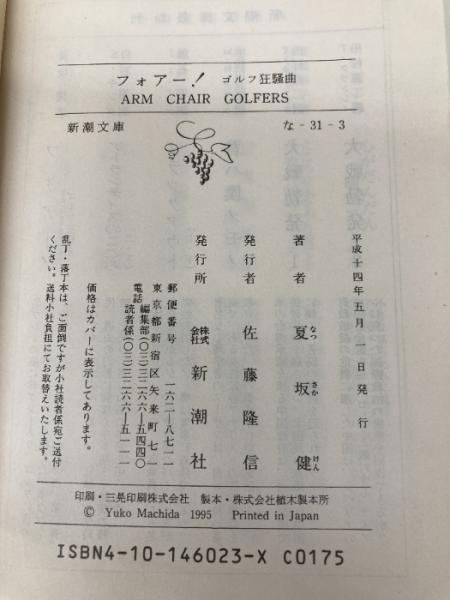 フォアー！　ゴルフ狂騒曲
ARM CHAIR GOLFERS
新潮文庫　な-31-3
平成十四年五月一日発行
著者　夏坂健
なつ　さか　けん
発行者　佐藤隆信
発行所　株式会社　新潮社
郵便番号　一六二―八七一一
東京都新宿区矢来町七一
電話　編集部（〇三）三二六六―五四四〇
読者係（〇三）三二六六―五一一一
価格はカバーに表示してあります。
乱丁・落丁本は、ご面倒ですが小社読者係宛ご送付
ください。送料小社負担にてお取替えいたします。
印刷・三晃印刷株式会社　製本・株式会社植木製本所
© Yuko Machida 1995　Printed in Japan
ISBN4-10-146023-X C0175